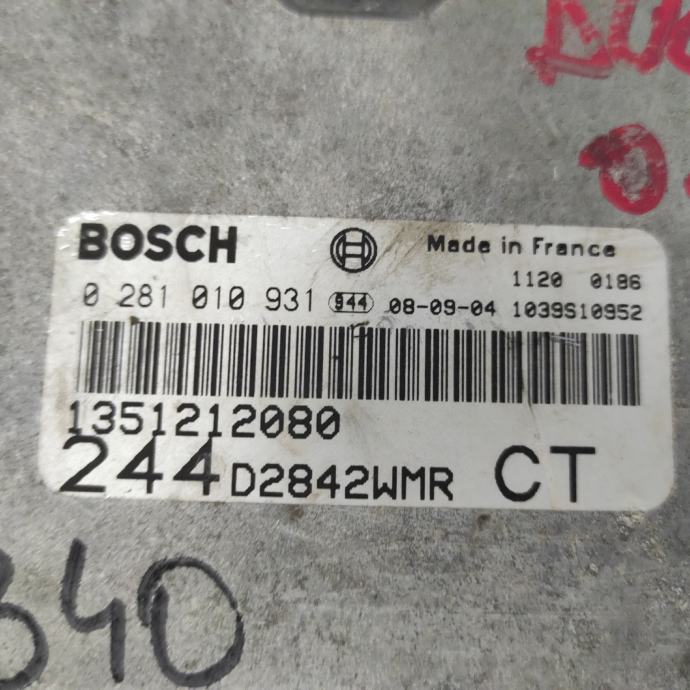 BOSCH Made in France
1120 0186
0 281 010 931 944 08-09-04 1039S10952
1351212080
244 D2842WMR CT
340